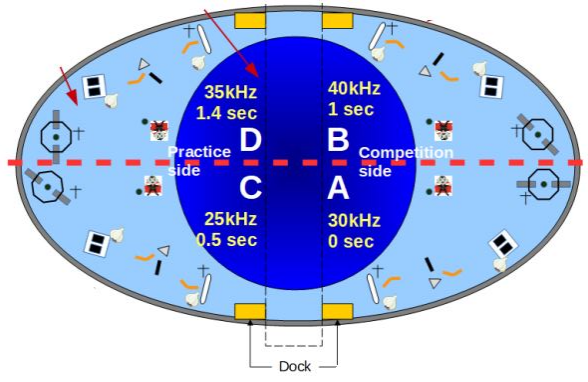 35kHz
1.4 sec
40kHz
1 sec
D
B
Practice
side
Competition
side
C
A
25kHz
0.5 sec
30kHz
0 sec
Dock